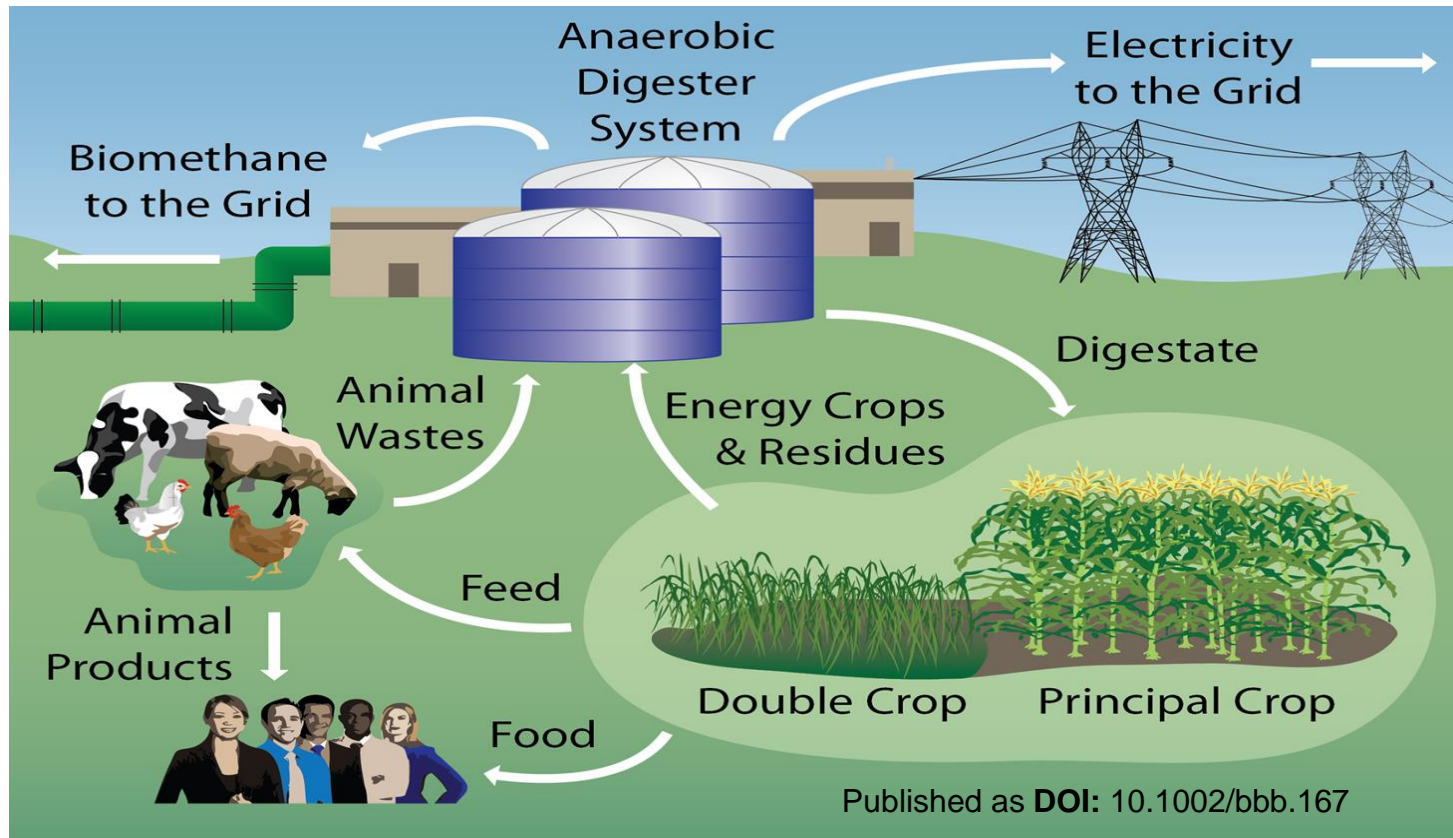 Anaerobic
Digester
System
Electricity
to the Grid
Biomethane
to the Grid
Digestate
Animal
Wastes
Energy Crops
& Residues
Feed
Animal
Products
Double Crop
Principal Crop
Food
Published as DOI: 10.1002/bbb.167